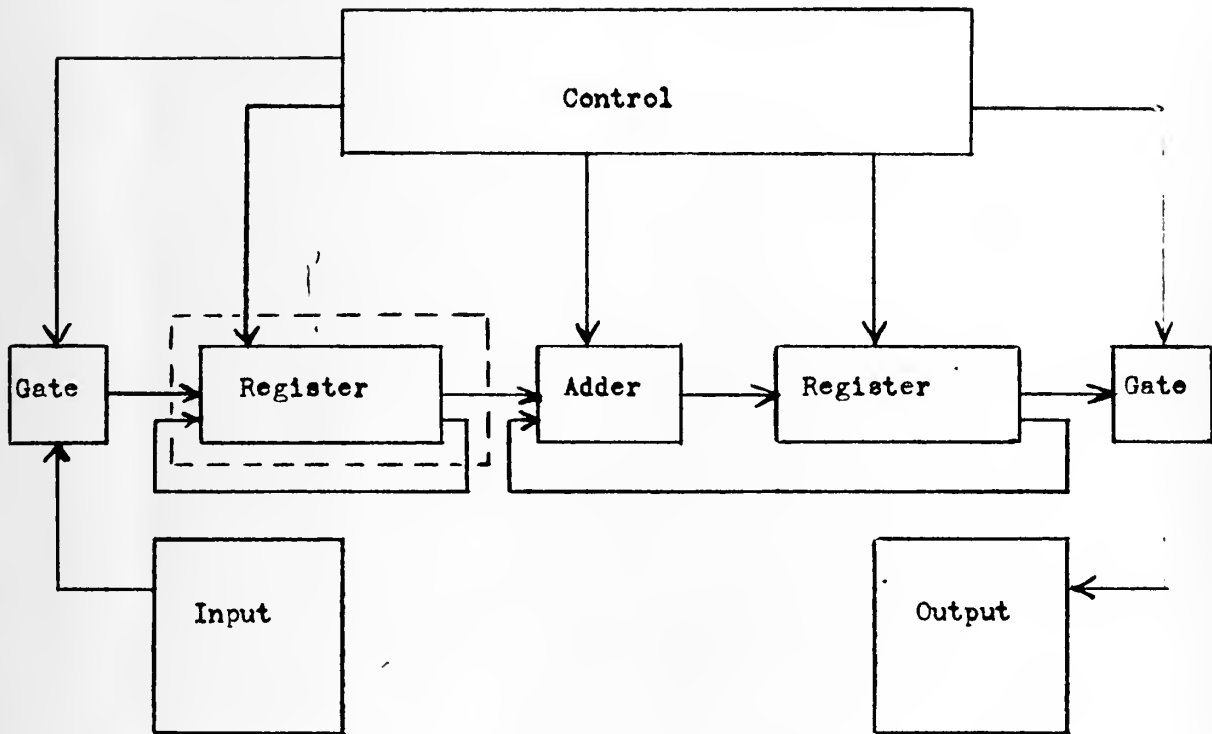 Control
Gate
Register
Adder
Register
Gate
Input
Output